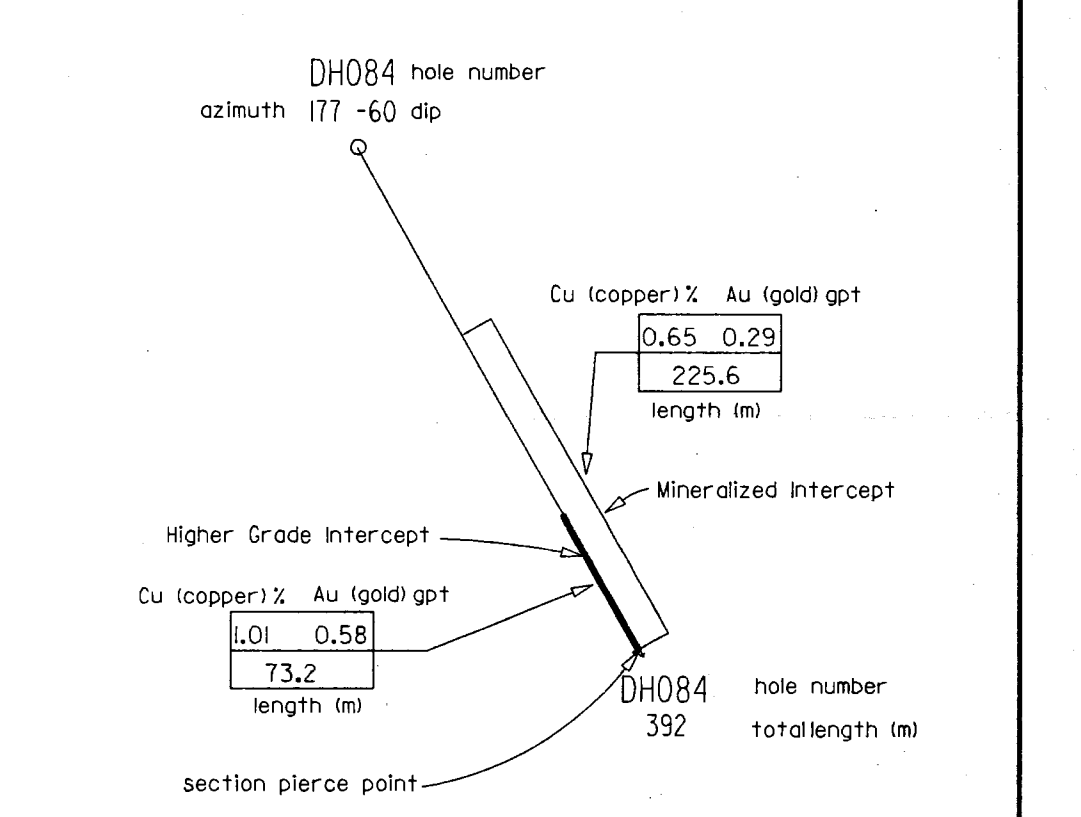 DH084 hole number
azimuth 177 -60 dip
Cu (copper) % Au (gold) gpt
0.65 0.29
225.6
length (m)
Mineralized Intercept
Higher Grade Intercept
Cu (copper) % Au (gold) gpt
1.01 0.58
73.2
length (m)
DH084 hole number
392 total length (m)
section pierce point